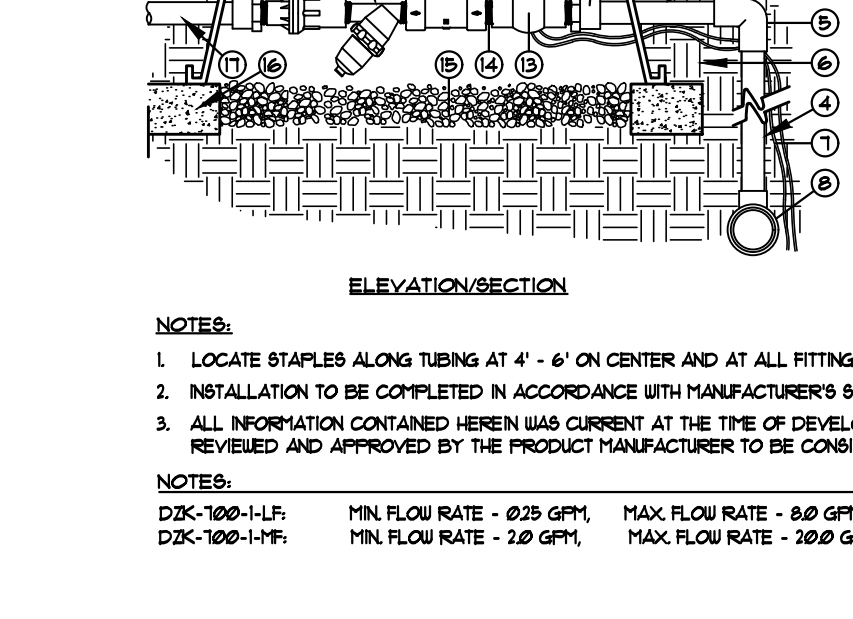 5
17 16 15 14 13 6
4
7
8
ELEVATION/SECTION
NOTES:
1. LOCATE STAPLES ALONG TUBING AT 4' - 6' ON CENTER AND AT ALL FITTING
2. INSTALLATION TO BE COMPLETED IN ACCORDANCE WITH MANUFACTURER'S S
3. ALL INFORMATION CONTAINED HEREIN WAS CURRENT AT THE TIME OF DEVEL
REVIEWED AND APPROVED BY THE PRODUCT MANUFACTURER TO BE CONSI
NOTES:
DZK-700-1-LF: MIN. FLOW RATE - 0.25 GPM, MAX. FLOW RATE - 8.0 GPM
DZK-700-1-MF: MIN. FLOW RATE - 2.0 GPM, MAX. FLOW RATE - 20.0 G